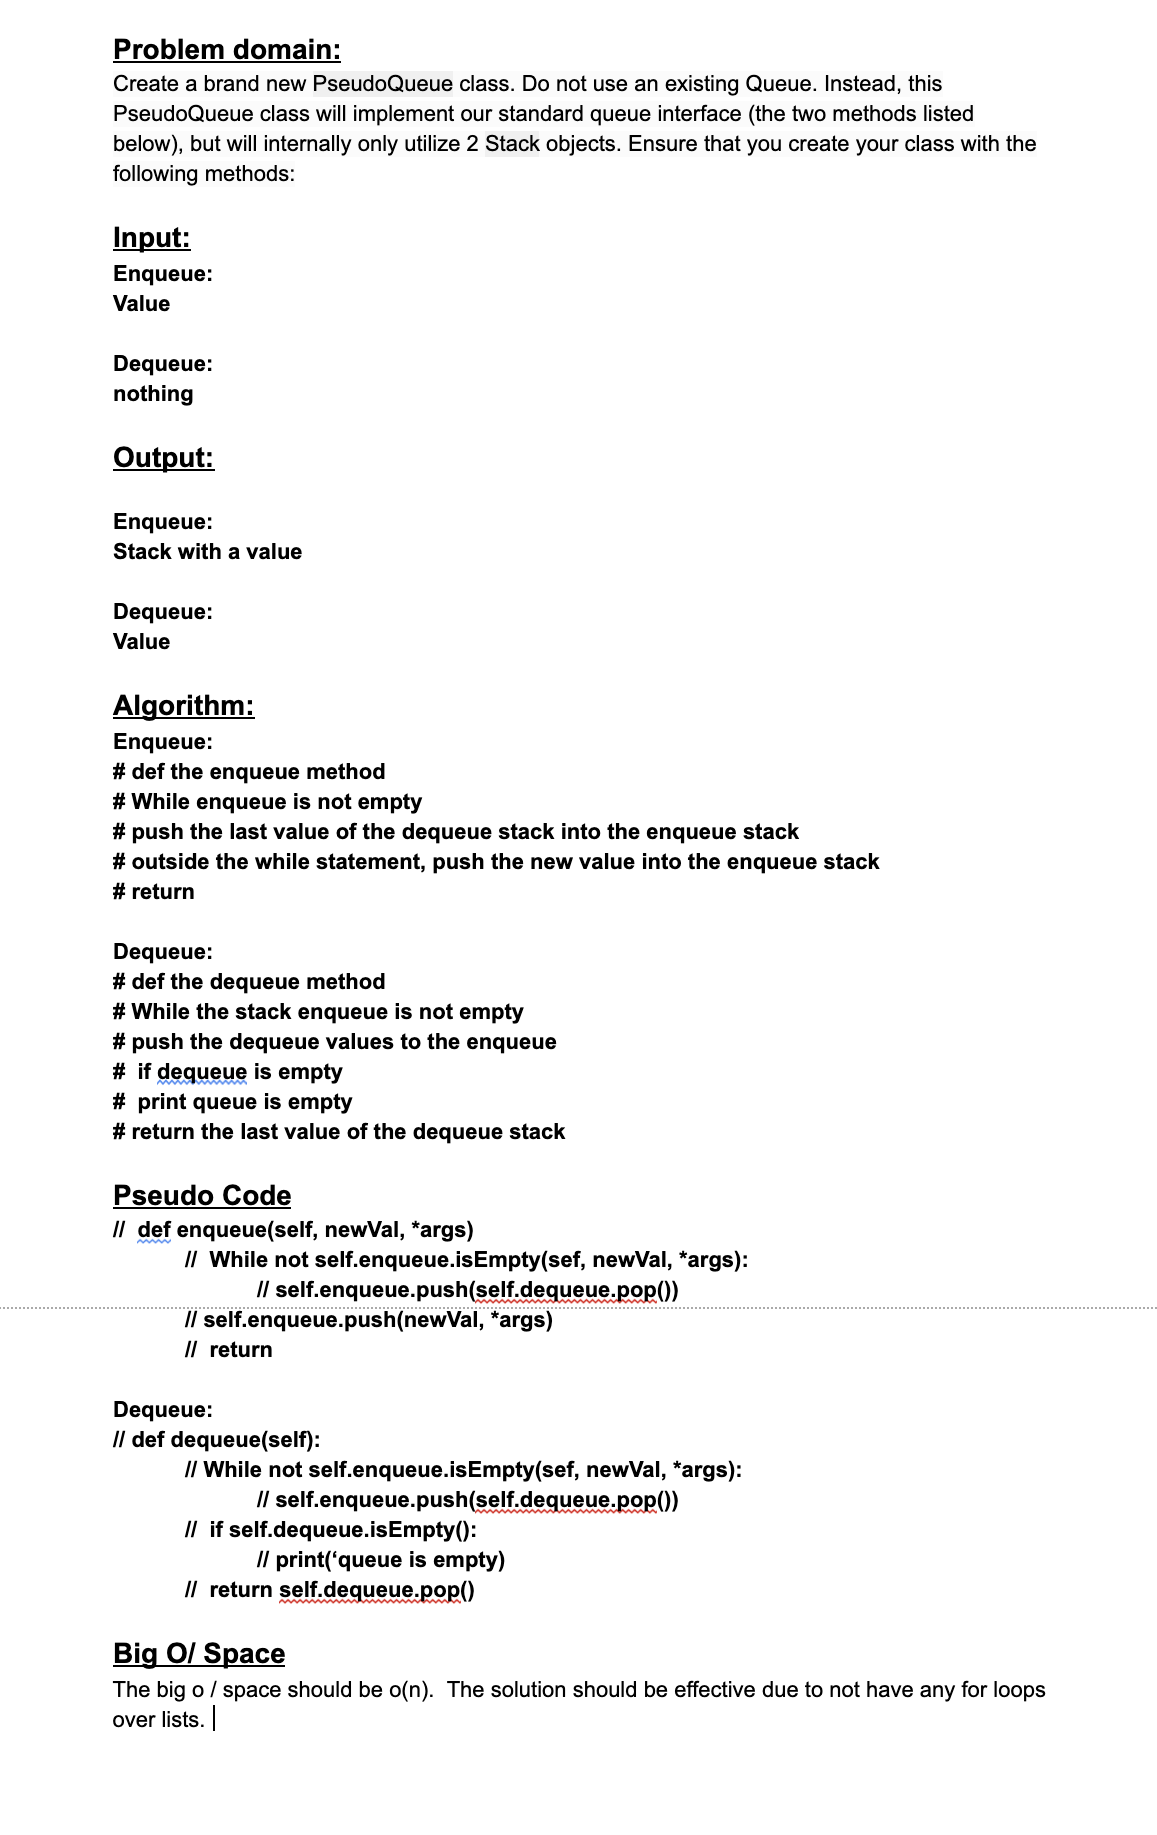 Problem domain:
Create a brand new PseudoQueue class. Do not use an existing Queue. Instead, this
PseudoQueue class will implement our standard queue interface (the two methods listed
below), but will internally only utilize 2 Stack objects. Ensure that you create your class with the
following methods:
Input:
Enqueue:
Value
Dequeue:
nothing
Output:
Enqueue:
Stack with a value
Dequeue:
Value
Algorithm:
Enqueue:
# def the enqueue method
# While enqueue is not empty
# push the last value of the dequeue stack into the enqueue stack
# outside the while statement, push the new value into the enqueue stack
# return
Dequeue:
# def the dequeue method
# While the stack enqueue is not empty
# push the dequeue values to the enqueue
#  if dequeue is empty
#  print queue is empty
# return the last value of the dequeue stack
Pseudo Code
//  def enqueue(self, newVal, *args)
//  While not self.enqueue.isEmpty(sef, newVal, *args):
// self.enqueue.push(self.dequeue.pop())
// self.enqueue.push(newVal, *args)
//  return
Dequeue:
// def dequeue(self):
// While not self.enqueue.isEmpty(sef, newVal, *args):
// self.enqueue.push(self.dequeue.pop())
//  if self.dequeue.isEmpty():
// print(‘queue is empty)
//  return self.dequeue.pop()
Big O/ Space
The big o / space should be o(n).  The solution should be effective due to not have any for loops
over lists.